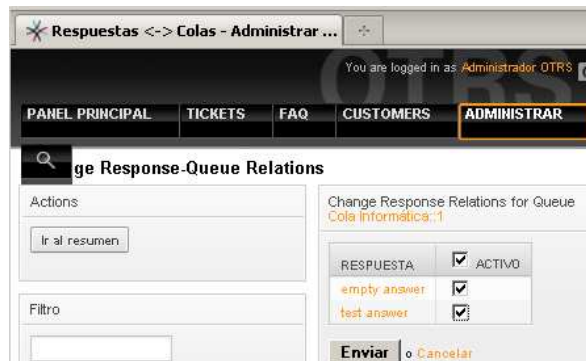 Respuestas <-> Colas - Administrar ...
OTRS
You are logged in as Administrador OTRS
PANEL PRINCIPAL TICKETS FAQ CUSTOMERS ADMINISTRAR
ge Response-Queue Relations
Actions
Ir al resumen
Filtro
Change Response Relations for Queue
Cola Informática::1
RESPUESTA ACTIVO
empty answer
test answer
Enviar o Cancelar